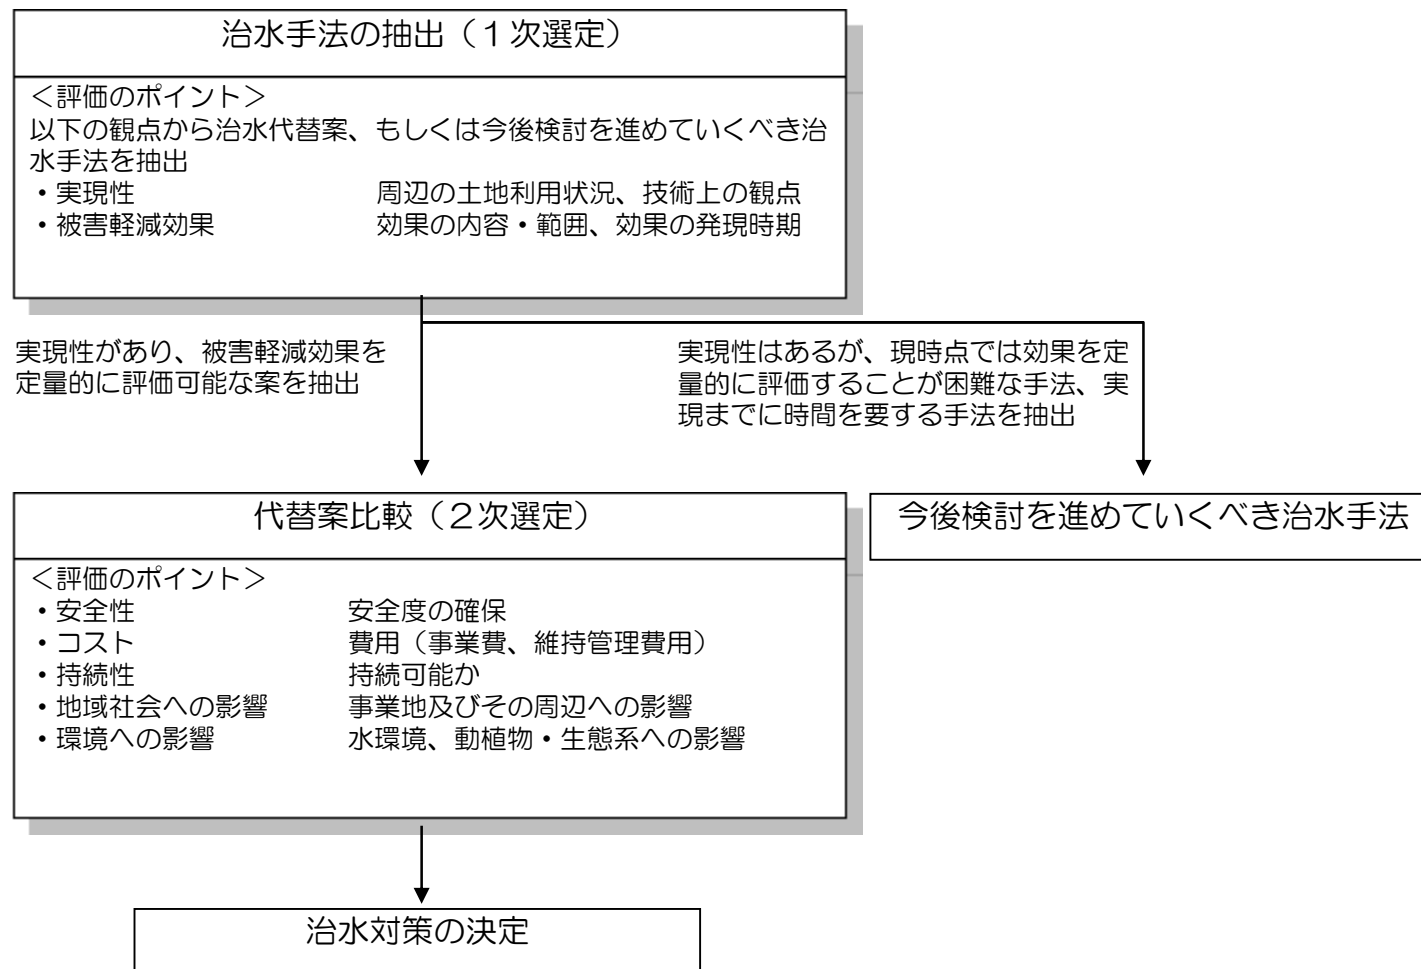 治水手法の抽出（１次選定）
＜評価のポイント＞
以下の観点から治水代替案、もしくは今後検討を進めていくべき治
水手法を抽出
・実現性　周辺の土地利用状況、技術上の観点
・被害軽減効果　効果の内容・範囲、効果の発現時期
実現性があり、被害軽減効果を
定量的に評価可能な案を抽出
実現性はあるが、現時点では効果を定
量的に評価することが困難な手法、実
現までに時間を要する手法を抽出
代替案比較（２次選定）
＜評価のポイント＞
・安全性　安全度の確保
・コスト　費用（事業費、維持管理費用）
・持続性　持続可能か
・地域社会への影響　事業地及びその周辺への影響
・環境への影響　水環境、動植物・生態系への影響
今後検討を進めていくべき治水手法
治水対策の決定